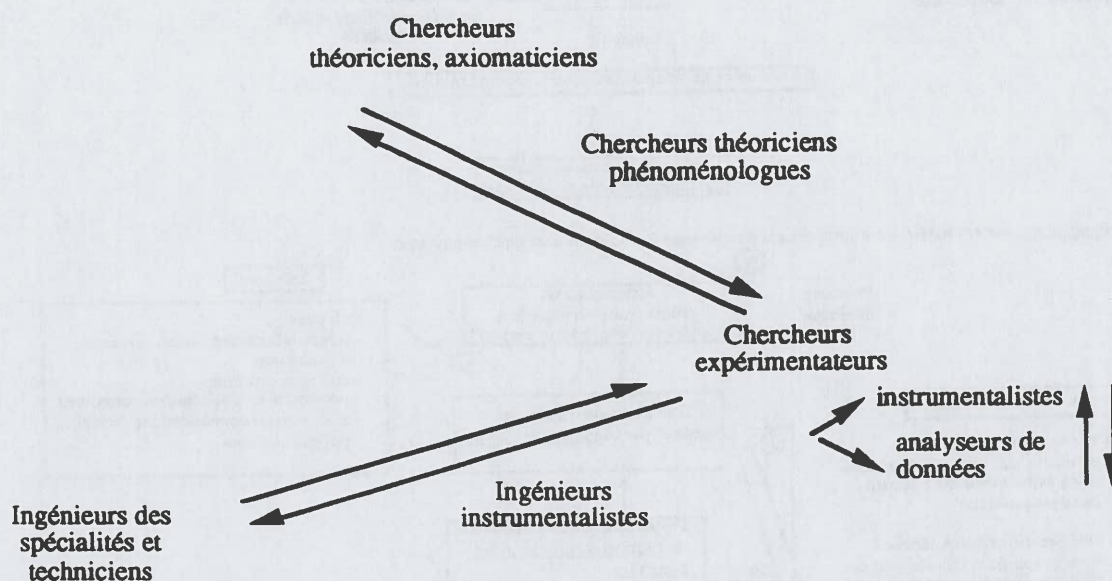 Chercheurs
théoriciens, axiomaticiens
Chercheurs théoriciens
phénoménologues
Chercheurs
expérimentateurs
instrumentalistes
analyseurs de
données
Ingénieurs
instrumentalistes
Ingénieurs des
spécialités et
techniciens